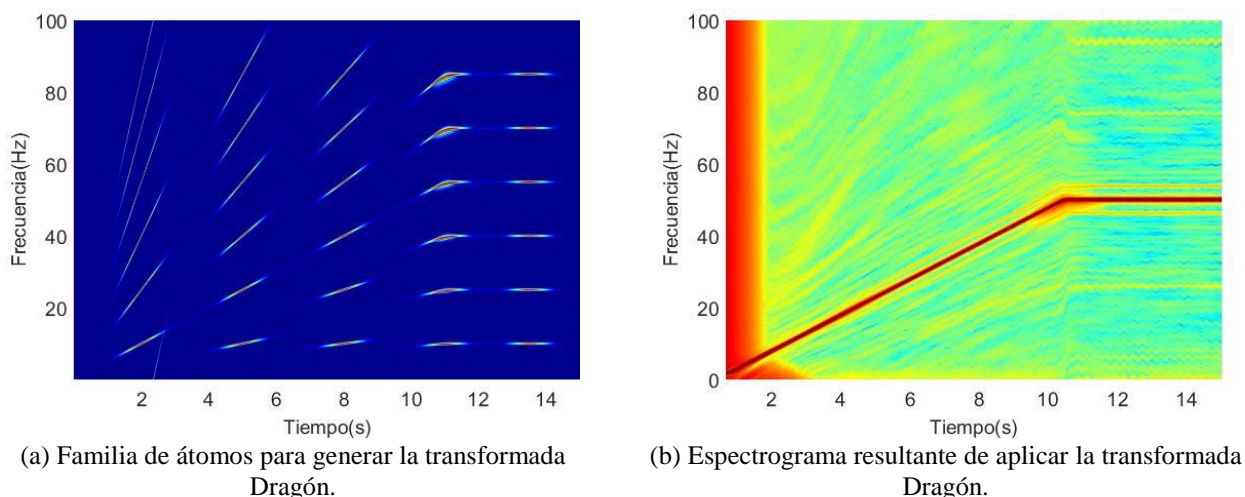 100
80
60
40
20
Frecuencia(Hz)
2 4 6 8 10 12 14
Tiempo(s)
(a) Familia de átomos para generar la transformada
Dragón.
100
80
60
40
20
0
Frecuencia(Hz)
2 4 6 8 10 12 14
Tiempo(s)
(b) Espectrograma resultante de aplicar la transformada
Dragón.